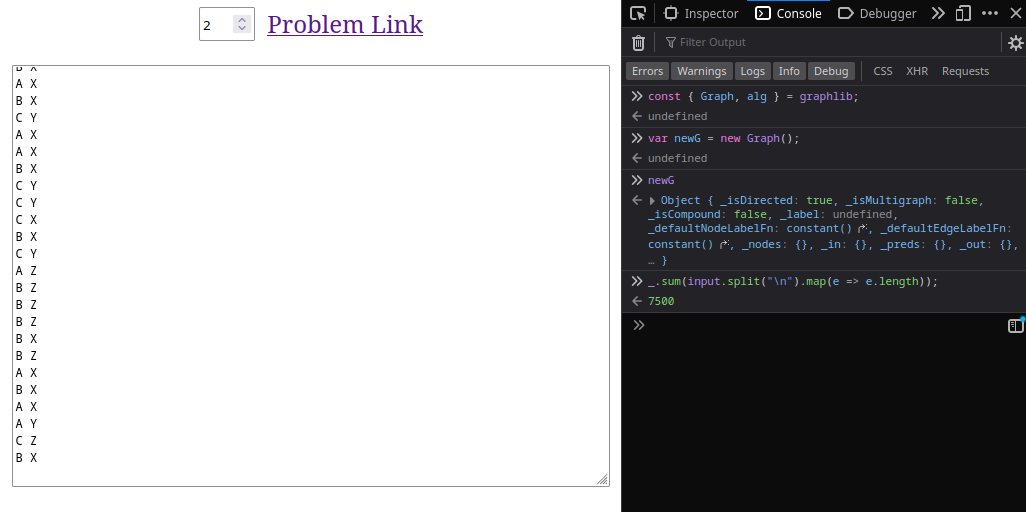 2 Problem Link
B X
A X
B X
C Y
A X
A X
B X
C Y
C Y
C X
B X
C Y
A Z
B Z
B Z
B Z
B X
B Z
A X
B X
A X
A Y
C Z
B X
Inspector Console Debugger
Filter Output
Errors Warnings Logs Info Debug CSS XHR Requests
const { Graph, alg } = graphlib;
undefined
var newG = new Graph();
undefined
newG
Object { _isDirected: true, _isMultigraph: false,
_isCompound: false, _label: undefined,
_defaultNodeLabelFn: constant(), _defaultEdgeLabelFn:
constant(), _nodes: {}, _in: {}, _preds: {}, _out: {},
… }
_.sum(input.split("\n").map(e => e.length));
7500